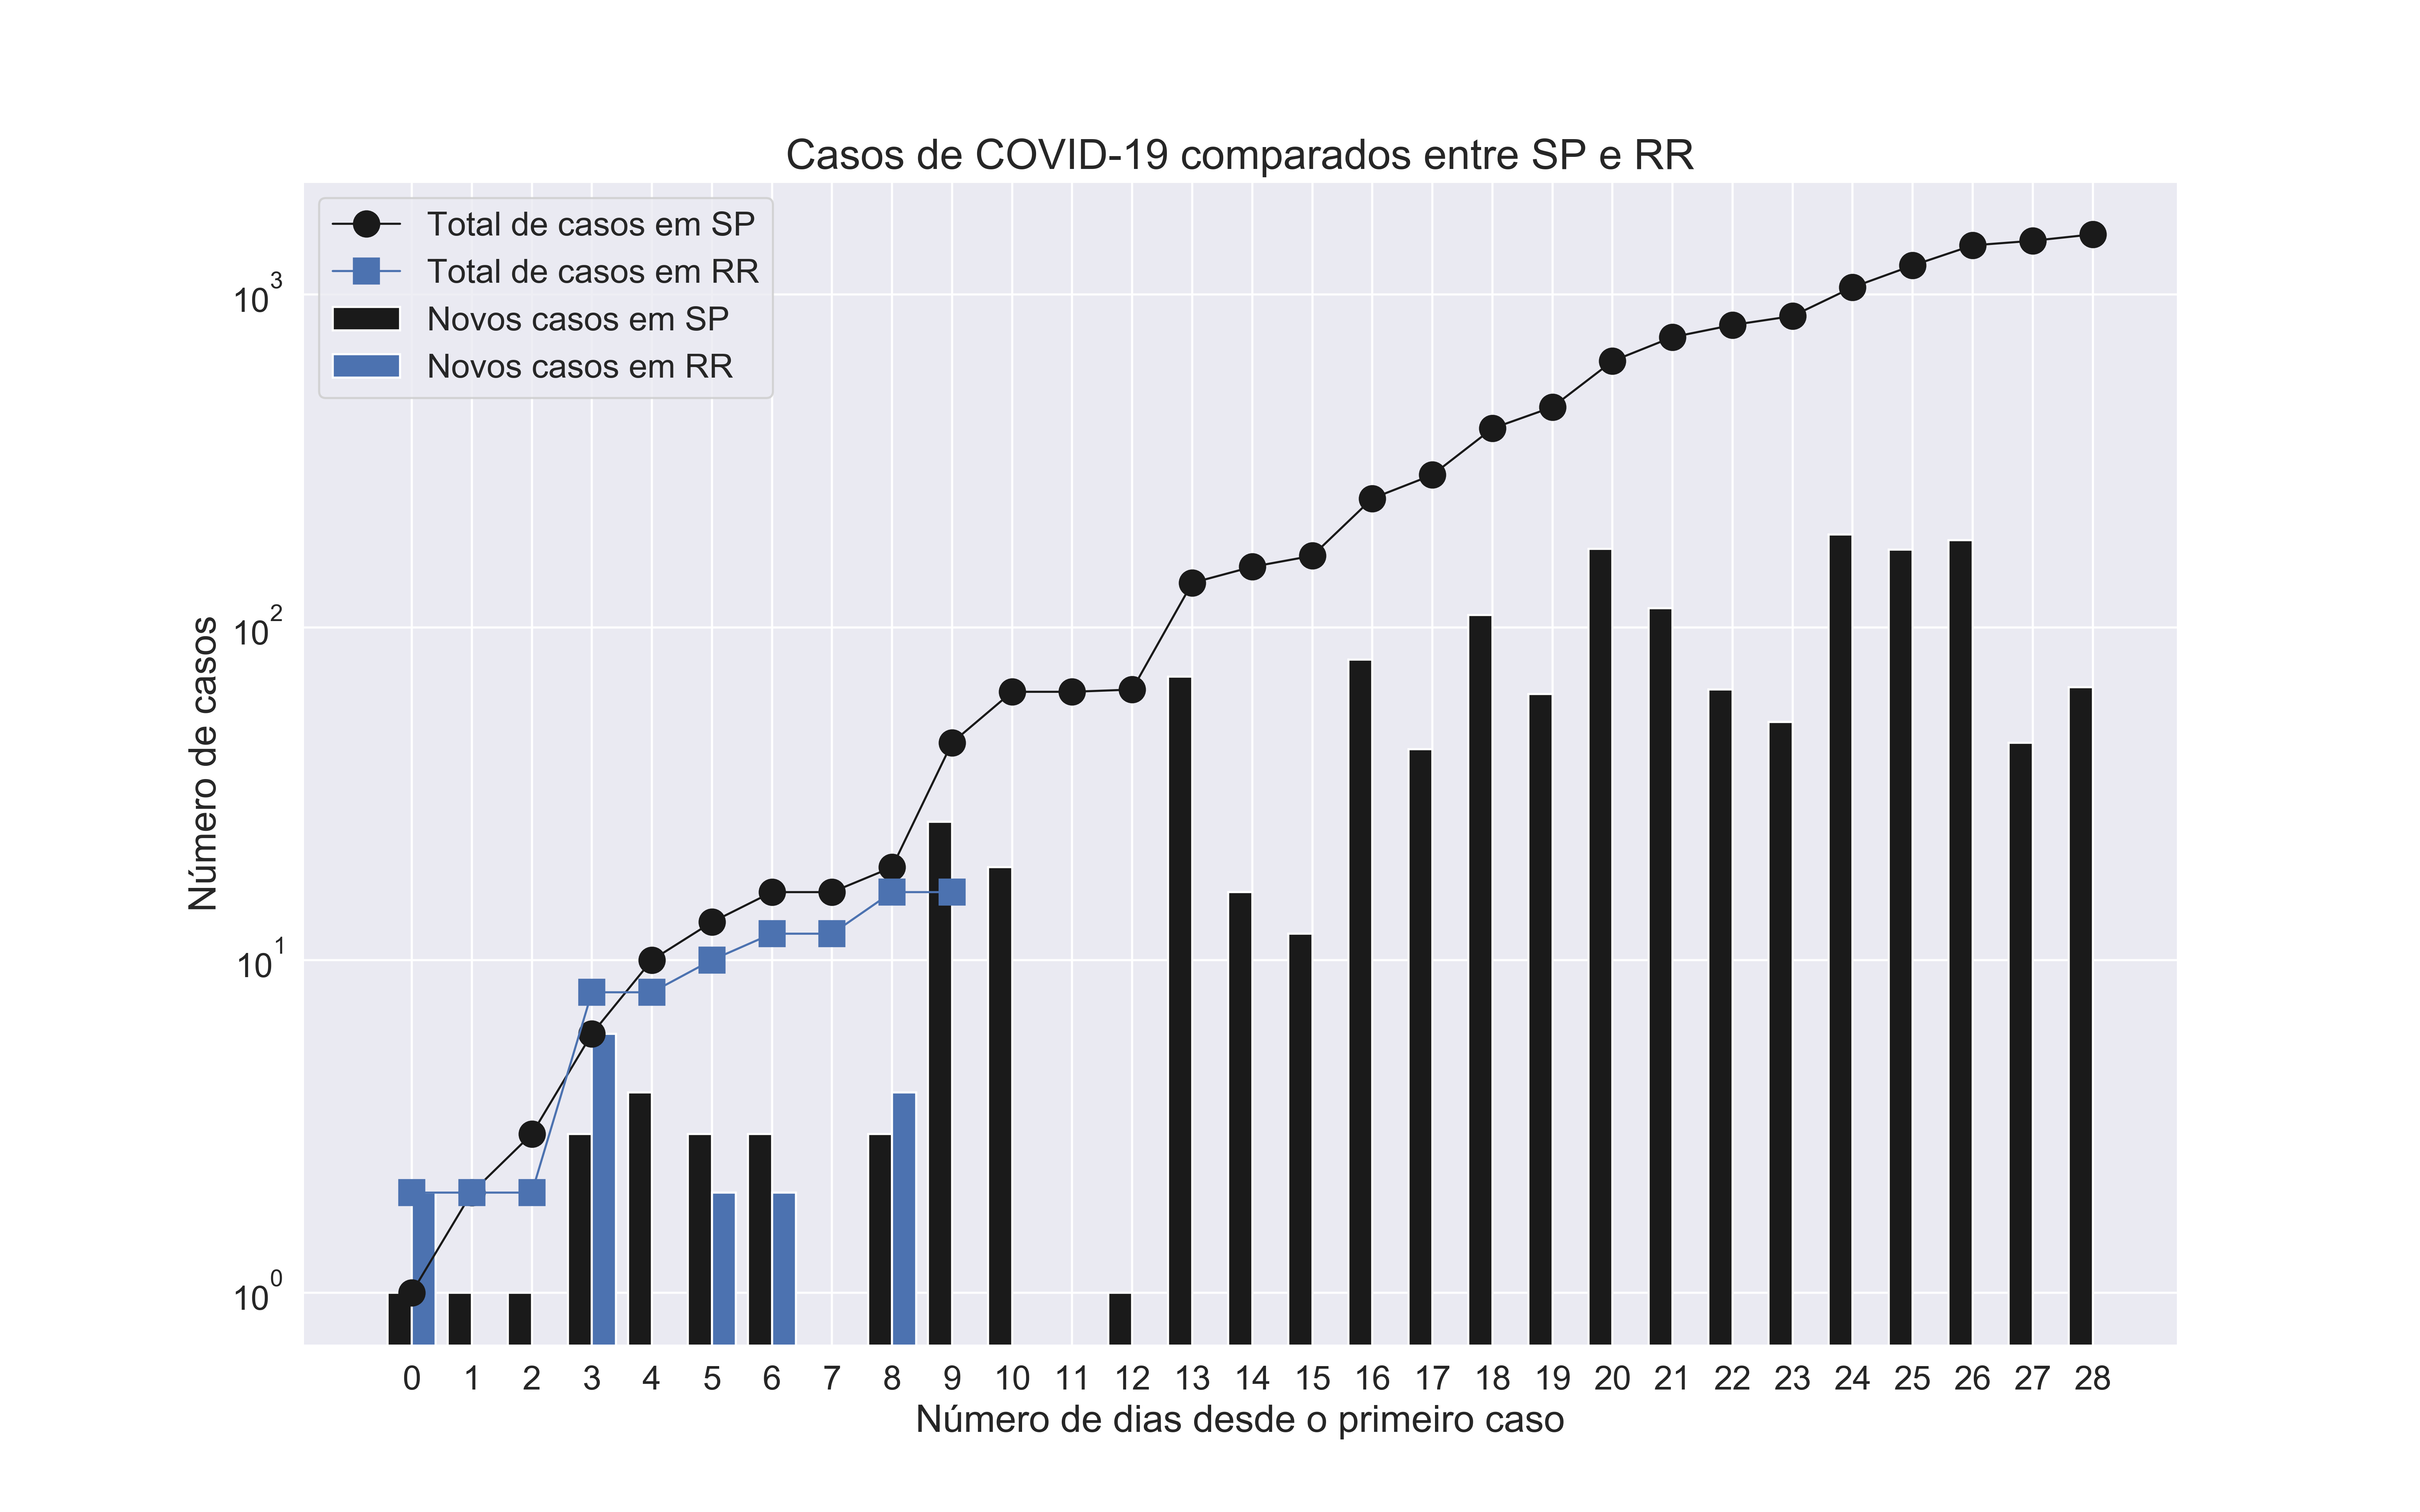 Casos de COVID-19 comparados entre SP e RR
Total de casos em SP
Total de casos em RR
Novos casos em SP
Novos casos em RR
10³
10²
10¹
10⁰
Número de casos
0 1 2 3 4 5 6 7 8 9 10 11 12 13 14 15 16 17 18 19 20 21 22 23 24 25 26 27 28
Número de dias desde o primeiro caso